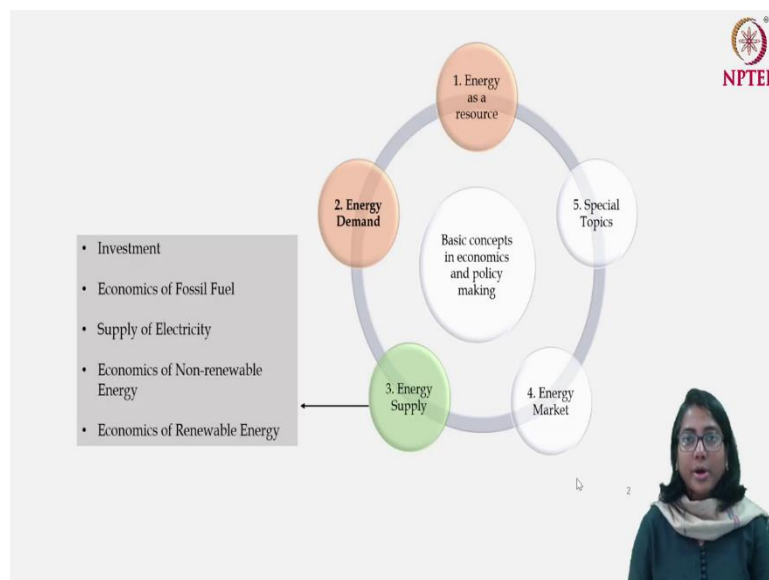 ®
NPTEL
1. Energy
as a
resource
2. Energy
Demand
5. Special
Topics
Basic concepts
in economics
and policy
making
• Investment
• Economics of Fossil Fuel
• Supply of Electricity
• Economics of Non-renewable
Energy
• Economics of Renewable Energy
3. Energy
Supply
4. Energy
Market
2